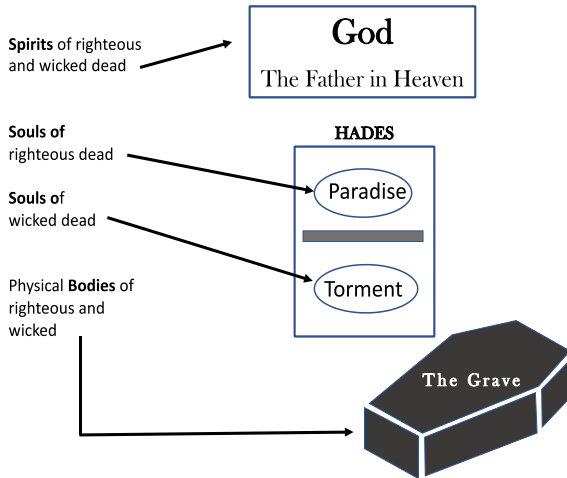 Spirits of righteous
and wicked dead
God
The Father in Heaven
Souls of
righteous dead
HADES
Paradise
Souls of
wicked dead
Torment
Physical Bodies of
righteous and
wicked
The Grave